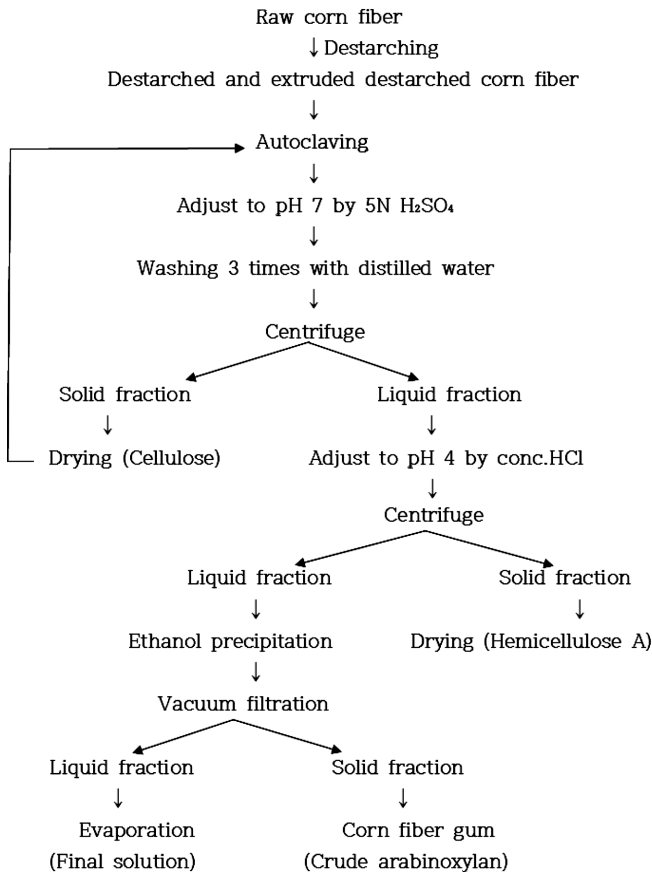 Raw corn fiber
Destarching
Destarched and extruded destarched corn fiber
Autoclaving
Adjust to pH 7 by 5N H₂SO₄
Washing 3 times with distilled water
Centrifuge
Solid fraction
Liquid fraction
Drying (Cellulose)
Adjust to pH 4 by conc.HCl
Centrifuge
Liquid fraction
Solid fraction
Ethanol precipitation
Drying (Hemicellulose A)
Vacuum filtration
Liquid fraction
Solid fraction
Evaporation
(Final solution)
Corn fiber gum
(Crude arabinoxylan)